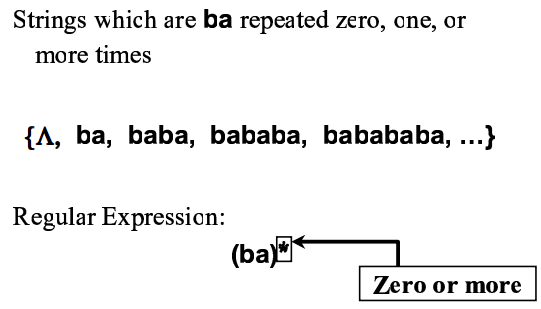 Strings which are ba repeated zero, one, or
more times
{Λ, ba, baba, bababa, babababa, ...}
Regular Expression:
(ba)*
Zero or more